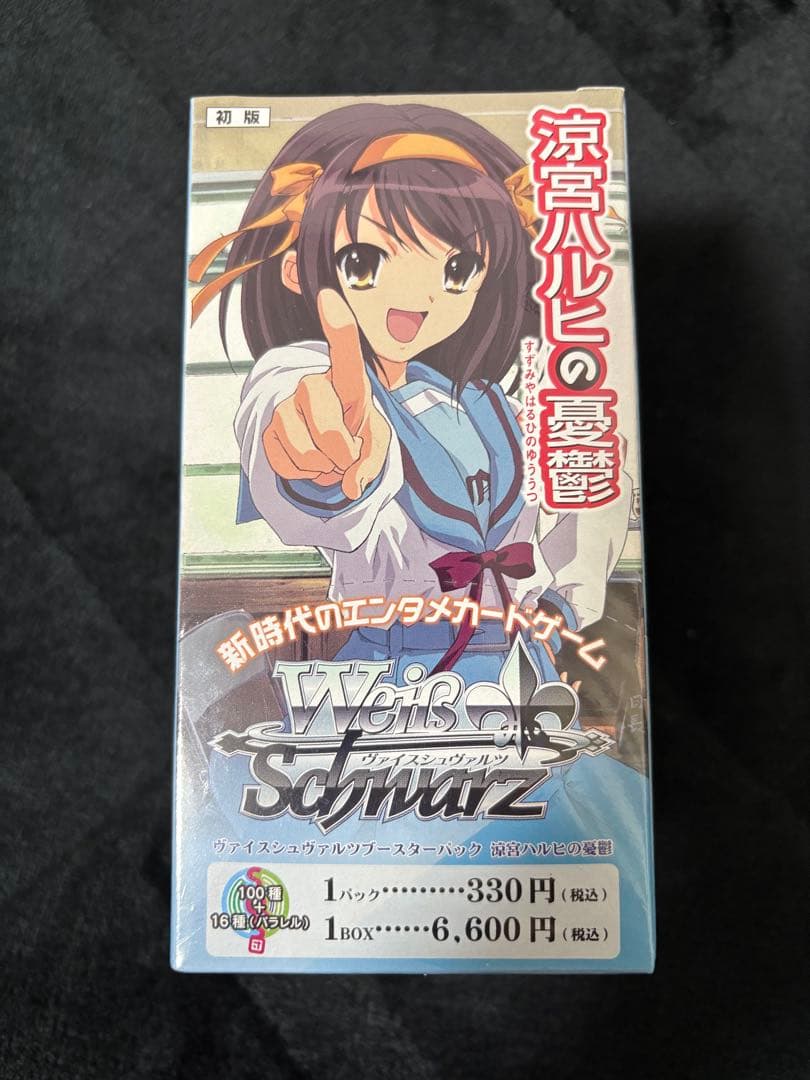 初版
涼宮ハルヒの憂鬱
すずみやはるひのゆううつ
新時代のエンタメカードゲーム
Weiß
ヴァイスシュヴァルツ
Schwarz
ヴァイスシュヴァルツブースターパック 涼宮ハルヒの憂鬱
100種
+
16種(パラレル)
1パック………330円(税込)
1BOX……6,600円(税込)
団長